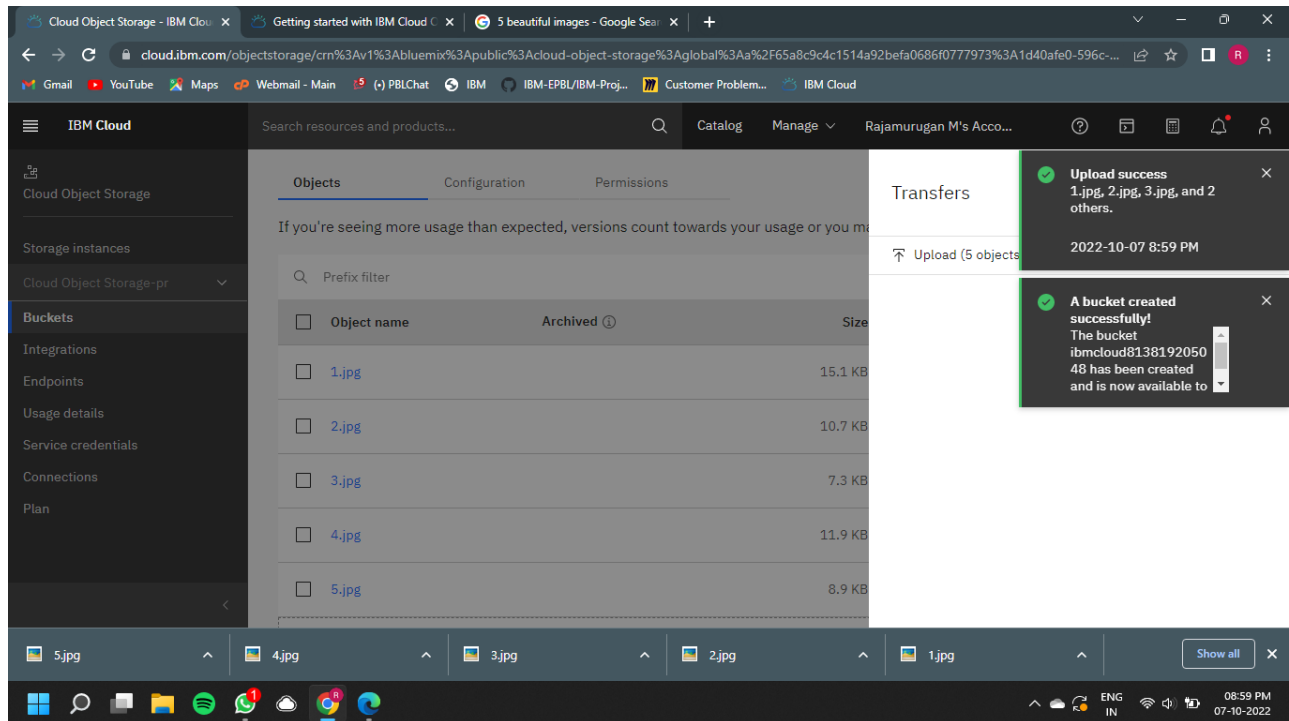 Cloud Object Storage - IBM Clou
Getting started with IBM Cloud C
5 beautiful images - Google Sear
cloud.ibm.com/objectstorage/crn%3Av1%3Abluemix%3Apublic%3Acloud-object-storage%3Aglobal%3Aa%2F65a8c9c4c1514a92befa0686f0777973%3A1d40afe0-596c-...
R
Gmail YouTube Maps Webmail - Main (•) PBLChat IBM IBM-EPBL/IBM-Proj... Customer Problem... IBM Cloud
IBM Cloud
Search resources and products...
Catalog Manage Rajamurugan M's Acco...
Cloud Object Storage
Storage instances
Cloud Object Storage-pr
Buckets
Integrations
Endpoints
Usage details
Service credentials
Connections
Plan
Objects Configuration Permissions
If you're seeing more usage than expected, versions count towards your usage or you ma
Prefix filter
Object name Archived Size
1.jpg 15.1 KB
2.jpg 10.7 KB
3.jpg 7.3 KB
4.jpg 11.9 KB
5.jpg 8.9 KB
Transfers
Upload (5 objects
Upload success
1.jpg, 2.jpg, 3.jpg, and 2
others.
2022-10-07 8:59 PM
A bucket created
successfully!
The bucket
ibmcloud8138192050
48 has been created
and is now available to
5.jpg 4.jpg 3.jpg 2.jpg 1.jpg Show all
1
R
ENG
IN
08:59 PM
07-10-2022